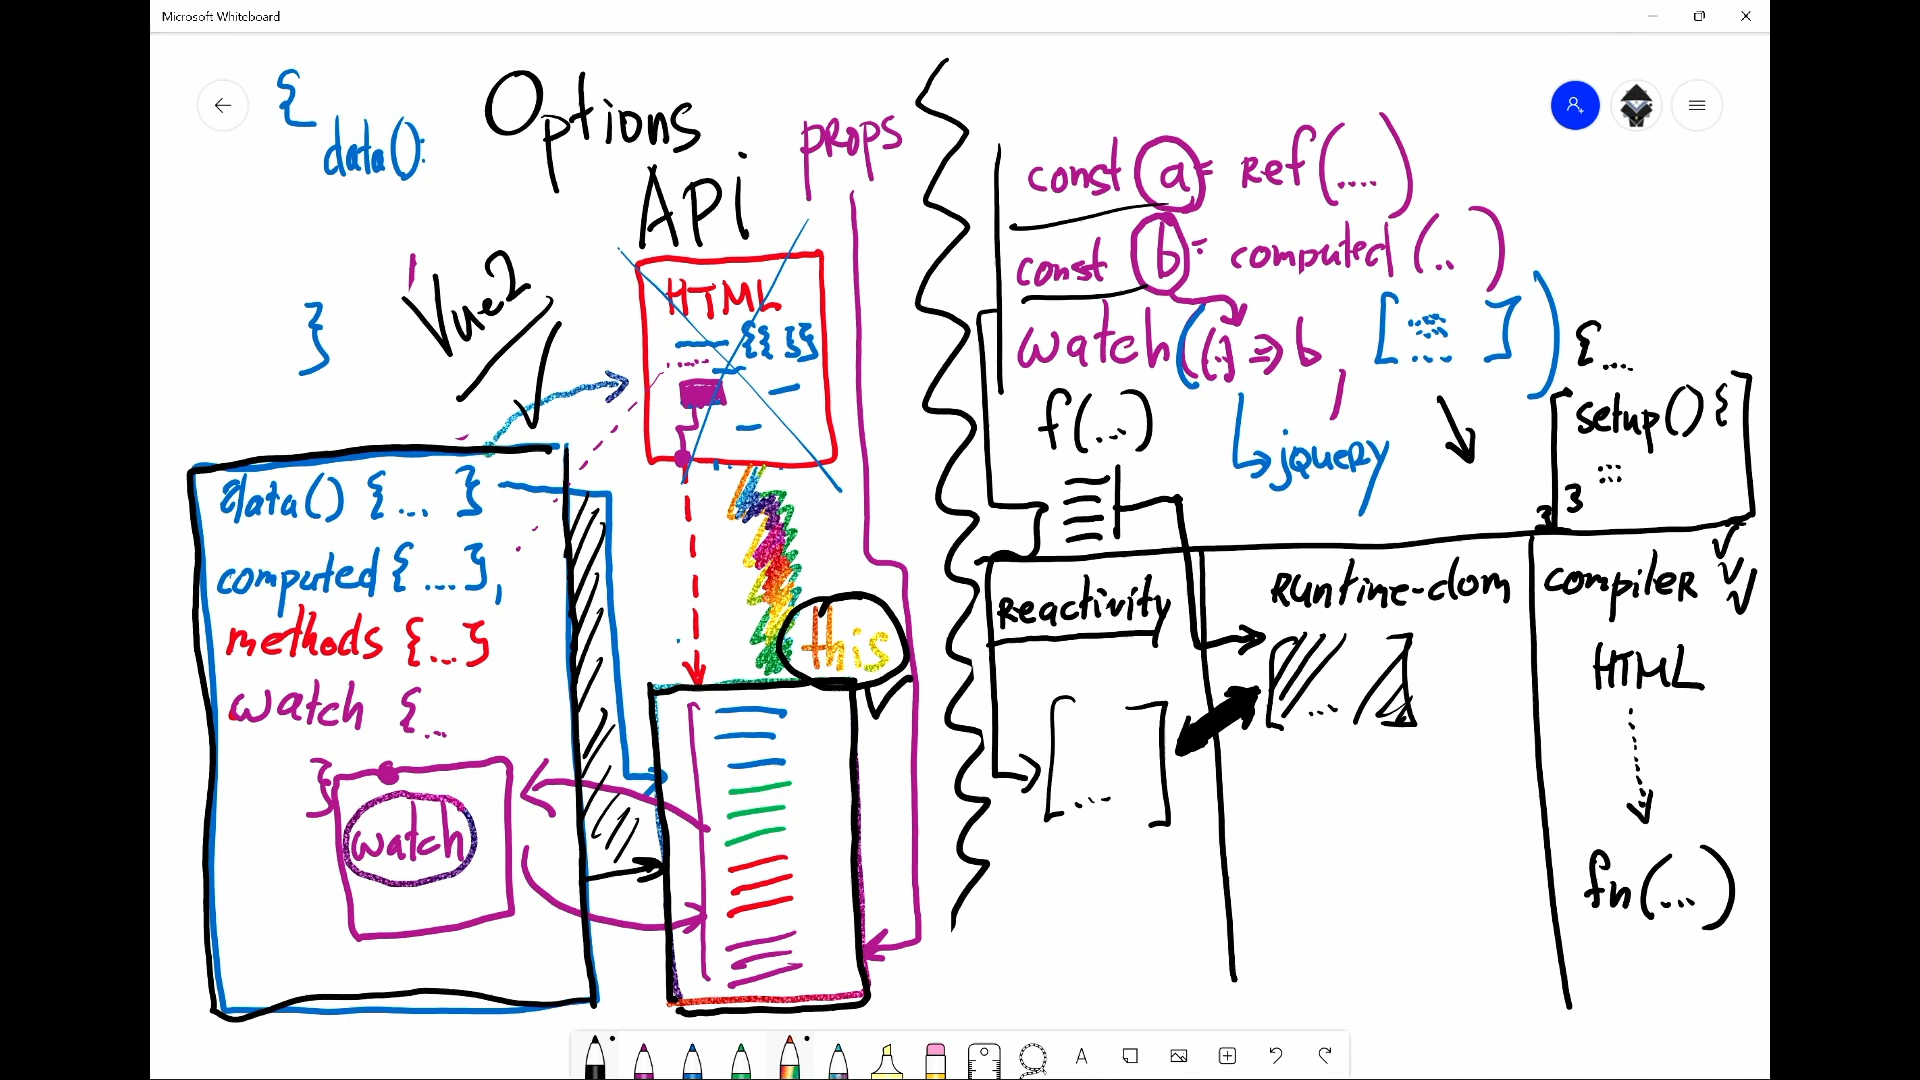 Microsoft Whiteboard
{
data():
}
Options
API
props
Vue2
HTML
{{ }}
data() {... }
computed {...},
methods {...}
watch {..
}
watch
this
const a = Ref(....)
const b = computed (..)
watch((.) => b, [...])
f(...)
jquery
{....
setup() {
...
}
}
Reactivity
Runtime-dom
compiler
HTML
[...]
[...]
fn(...)
A